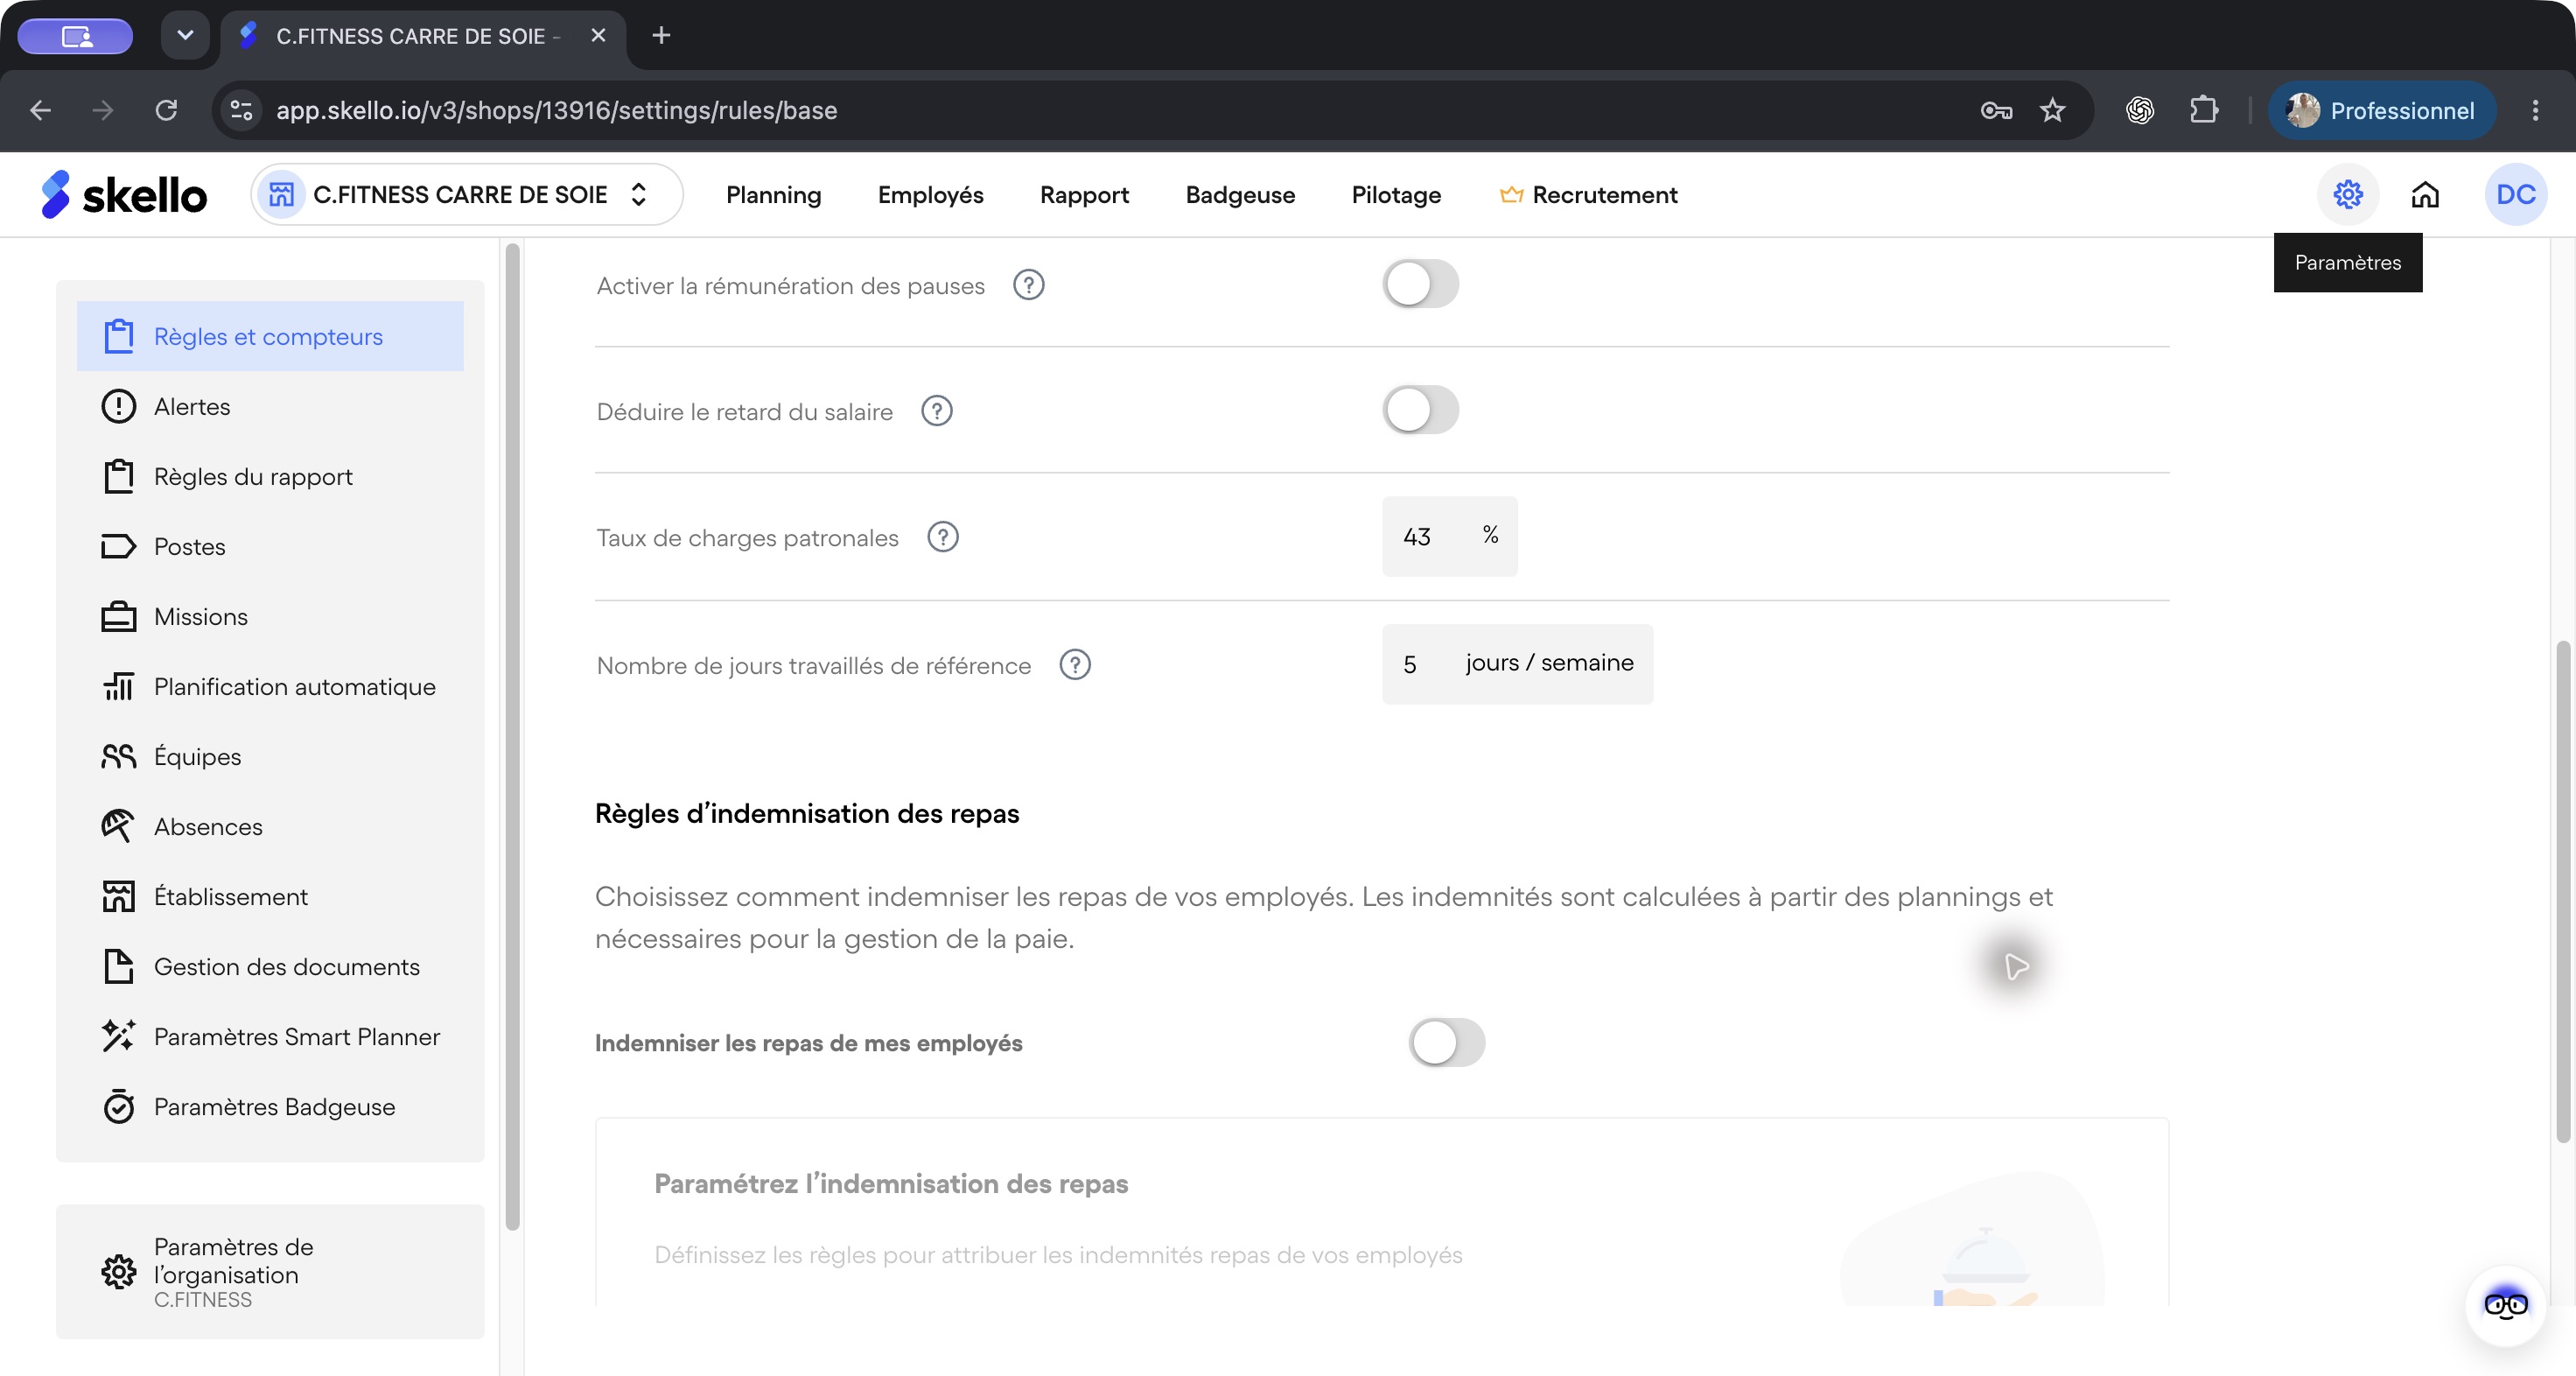 C.FITNESS CARRE DE SOIE -
app.skello.io/v3/shops/13916/settings/rules/base
Professionnel
skello
C.FITNESS CARRE DE SOIE
Planning
Employés
Rapport
Badgeuse
Pilotage
Recrutement
DC
Paramètres
Règles et compteurs
Alertes
Règles du rapport
Postes
Missions
Planification automatique
Équipes
Absences
Établissement
Gestion des documents
Paramètres Smart Planner
Paramètres Badgeuse
Paramètres de
l’organisation
C.FITNESS
Activer la rémunération des pauses ?
Déduire le retard du salaire ?
Taux de charges patronales ? 43 %
Nombre de jours travaillés de référence ? 5 jours / semaine
Règles d’indemnisation des repas
Choisissez comment indemniser les repas de vos employés. Les indemnités sont calculées à partir des plannings et
nécessaires pour la gestion de la paie.
Indemniser les repas de mes employés
Paramétrez l’indemnisation des repas
Définissez les règles pour attribuer les indemnités repas de vos employés